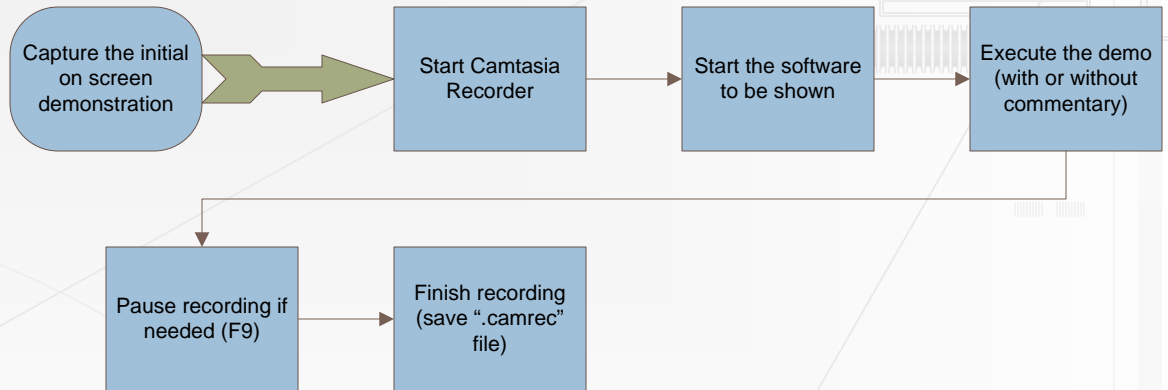 Capture the initial
on screen
demonstration
Start Camtasia
Recorder
Start the software
to be shown
Execute the demo
(with or without
commentary)
Pause recording if
needed (F9)
Finish recording
(save “.camrec”
file)